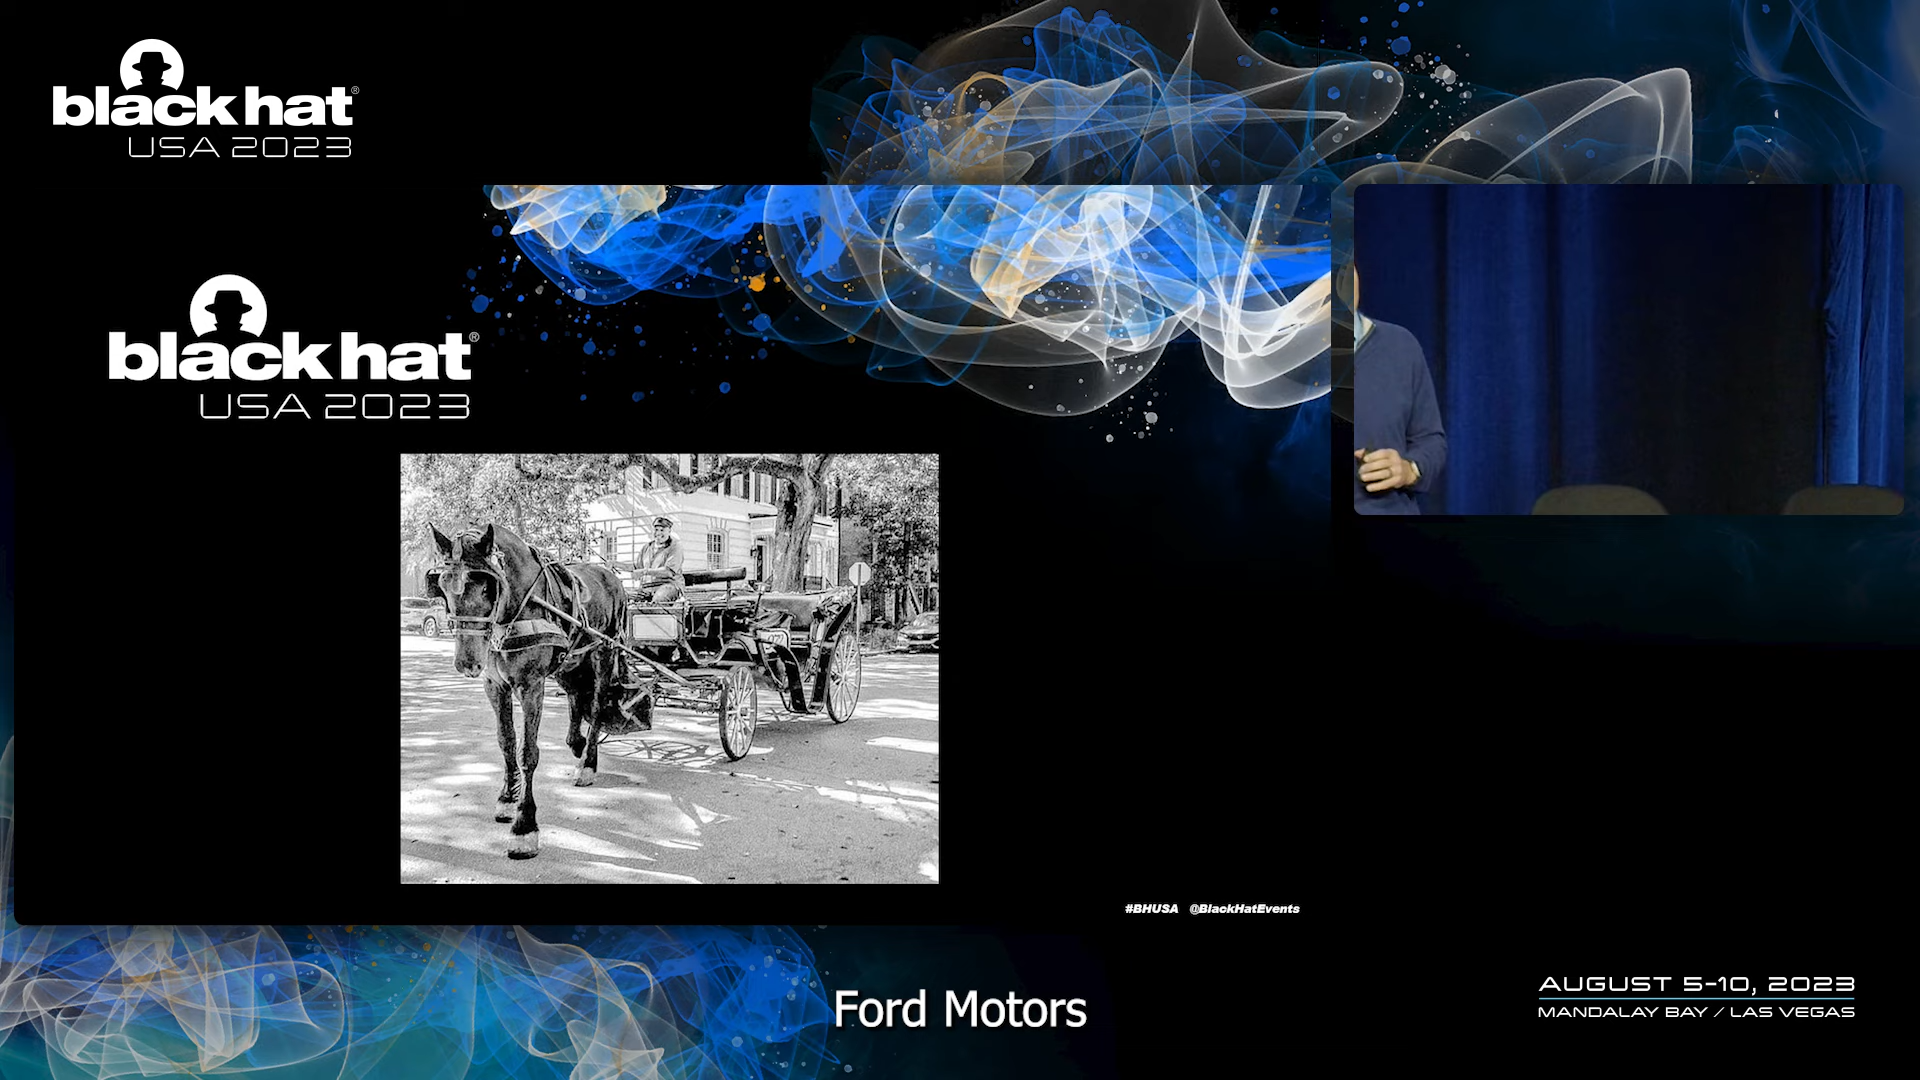 black hat®
USA 2023
black hat®
USA 2023
#BHUSA @BlackHatEvents
Ford Motors
AUGUST 5-10, 2023
MANDALAY BAY / LAS VEGAS